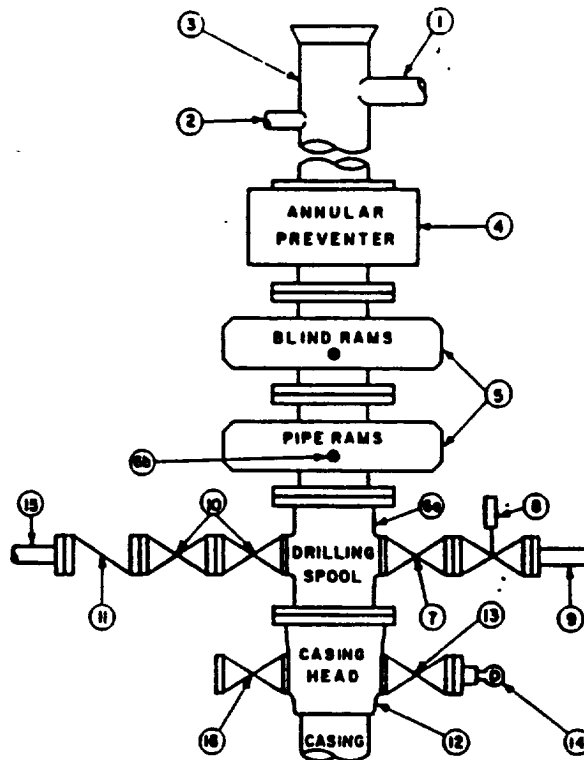 1
3
2
ANNULAR
PREVENTER
4
BLIND RAMS
5
PIPE RAMS
6b
15
10
6a
8
DRILLING
SPOOL
11
7
9
13
CASING
HEAD
16
12
14
CASING